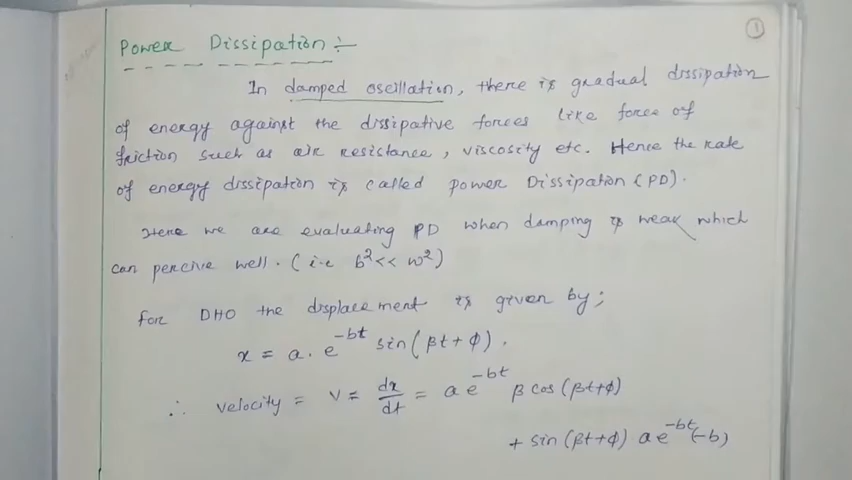 1
Power Dissipation :-
In damped oscillation, there is gradual dissipation
of energy against the dissipative forces like force of
friction such as air resistance, viscosity etc. Hence the rate
of energy dissipation is called power Dissipation (PD).
Here we are evaluating PD when damping is weak which
can percive well. (i.e b²<< w²)
for DHO the displacement is given by;
x = a. e^{-bt} sin(βt+ϕ).
∴ velocity = v = dx/dt = a e^{-bt} β cos(βt+ϕ)
+ sin(βt+ϕ) a e^{-bt}(-b)